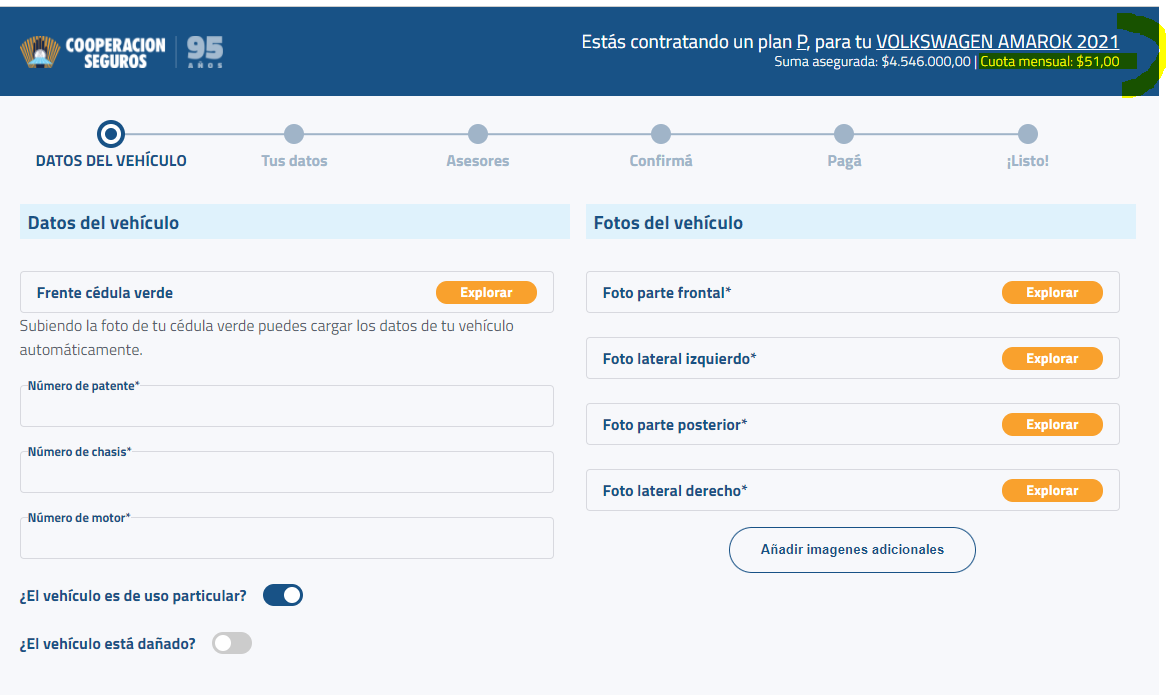 COOPERACION
SEGUROS
95
AÑOS
Estás contratando un plan P, para tu VOLKSWAGEN AMAROK 2021
Suma asegurada: $4.546.000,00 | Cuota mensual: $51,00
DATOS DEL VEHÍCULO
Tus datos
Asesores
Confirmá
Pagá
¡Listo!
Datos del vehículo
Frente cédula verde
Explorar
Subiendo la foto de tu cédula verde puedes cargar los datos de tu vehículo
automáticamente.
Número de patente*
Número de chasis*
Número de motor*
¿El vehículo es de uso particular?
¿El vehículo está dañado?
Fotos del vehículo
Foto parte frontal*
Explorar
Foto lateral izquierdo*
Explorar
Foto parte posterior*
Explorar
Foto lateral derecho*
Explorar
Añadir imagenes adicionales